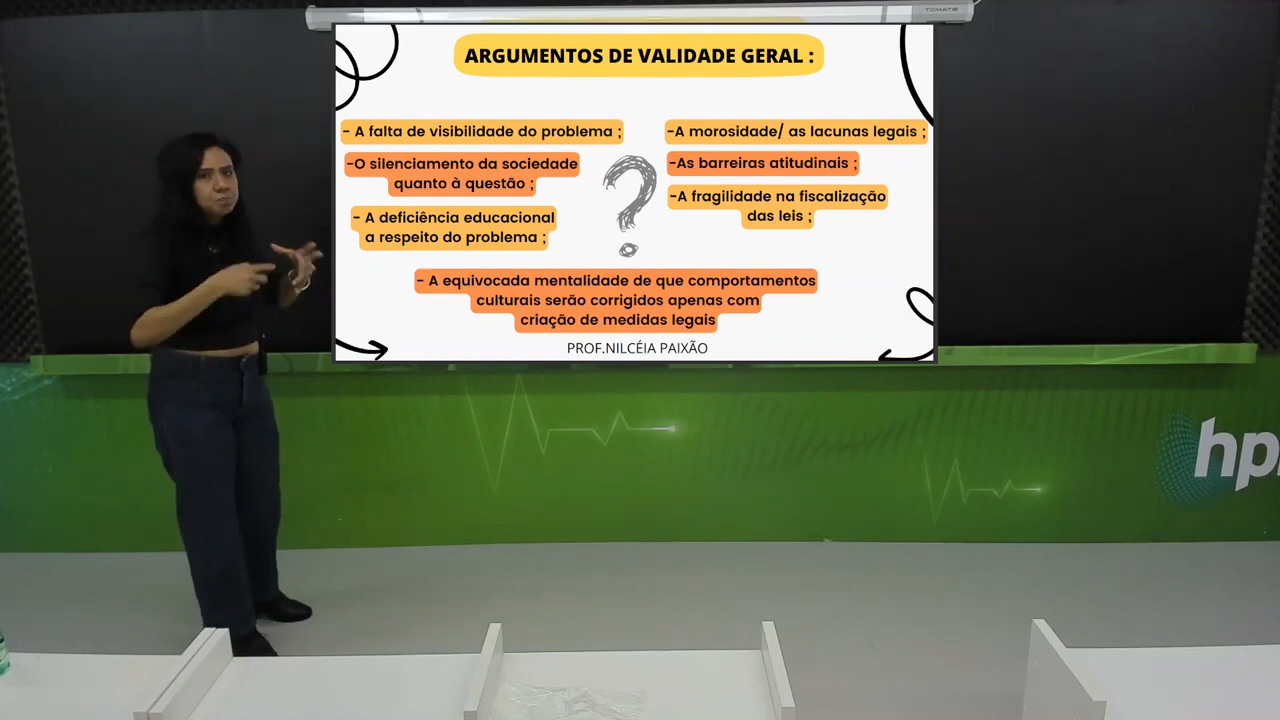 TOMATE
ARGUMENTOS DE VALIDADE GERAL :
- A falta de visibilidade do problema ;
-O silenciamento da sociedade
quanto à questão ;
- A deficiência educacional
a respeito do problema ;
-A morosidade/ as lacunas legais ;
-As barreiras atitudinais ;
-A fragilidade na fiscalização
das leis ;
- A equivocada mentalidade de que comportamentos
culturais serão corrigidos apenas com
criação de medidas legais
PROF.NILCÉIA PAIXÃO
hp